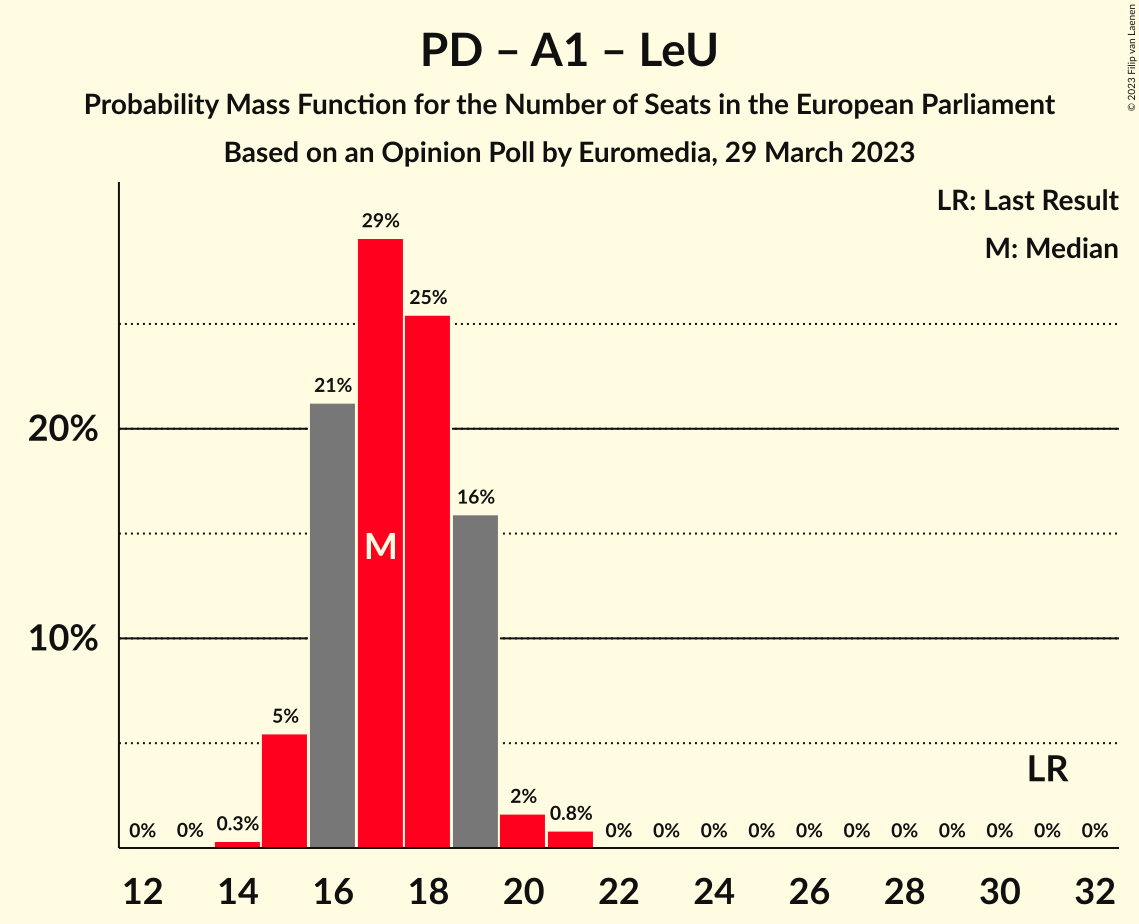 PD – A1 – LeU
Probability Mass Function for the Number of Seats in the European Parliament
Based on an Opinion Poll by Euromedia, 29 March 2023
© 2023 Filip van Laenen
LR: Last Result
M: Median
20%
10%
0% 0% 0.3% 5% 21% 29% 25% 16% 2% 0.8% 0% 0% 0% 0% 0% 0% 0% 0% 0% 0% 0%
M
LR
12 14 16 18 20 22 24 26 28 30 32